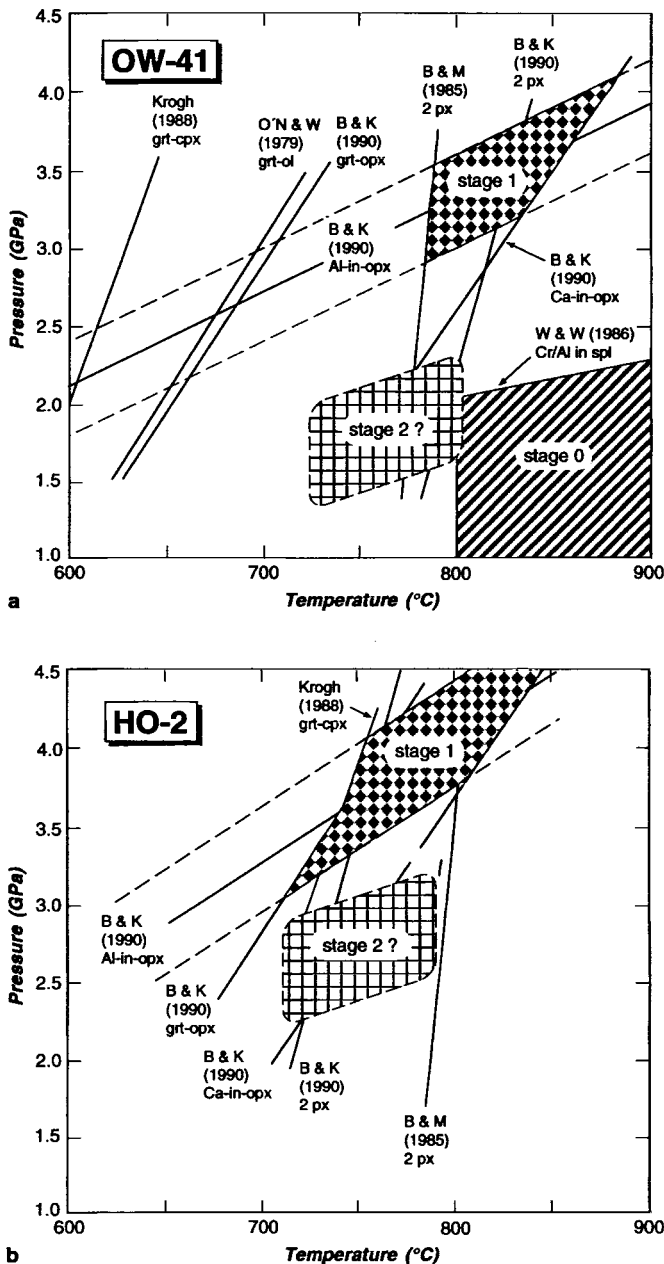 OW-41
Krogh
(1988)
grt-cpx
O'N & W
(1979)
grt-ol
B & K
(1990)
grt-opx
B & M
(1985)
2 px
B & K
(1990)
2 px
stage 1
B & K
(1990)
Al-in-opx
B & K
(1990)
Ca-in-opx
W & W (1986)
Cr/Al in spl
stage 2 ?
stage 0
4.5
4.0
3.5
3.0
2.5
2.0
1.5
1.0
Pressure (GPa)
600
700
800
900
Temperature (°C)
a
HO-2
Krogh
(1988)
grt-cpx
stage 1
B & K
(1990)
Al-in-opx
stage 2 ?
B & K
(1990)
grt-opx
B & K
(1990)
Ca-in-opx
B & K
(1990)
2 px
B & M
(1985)
2 px
4.5
4.0
3.5
3.0
2.5
2.0
1.5
1.0
Pressure (GPa)
600
700
800
900
Temperature (°C)
b